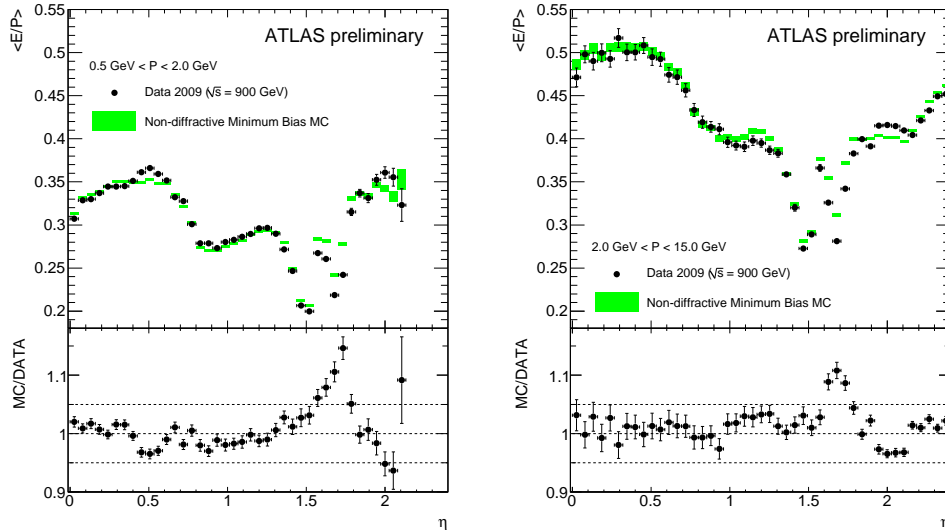 <E/P>
0.55
0.5
0.45
0.4
0.35
0.3
0.25
0.2
ATLAS preliminary
0.5 GeV < P < 2.0 GeV
Data 2009 (√s = 900 GeV)
Non-diffractive Minimum Bias MC
MC/DATA
1.1
1
0.9
0 0.5 1 1.5 2
η
<E/P>
0.55
0.5
0.45
0.4
0.35
0.3
0.25
0.2
ATLAS preliminary
2.0 GeV < P < 15.0 GeV
Data 2009 (√s = 900 GeV)
Non-diffractive Minimum Bias MC
MC/DATA
1.1
1
0.9
0 0.5 1 1.5 2